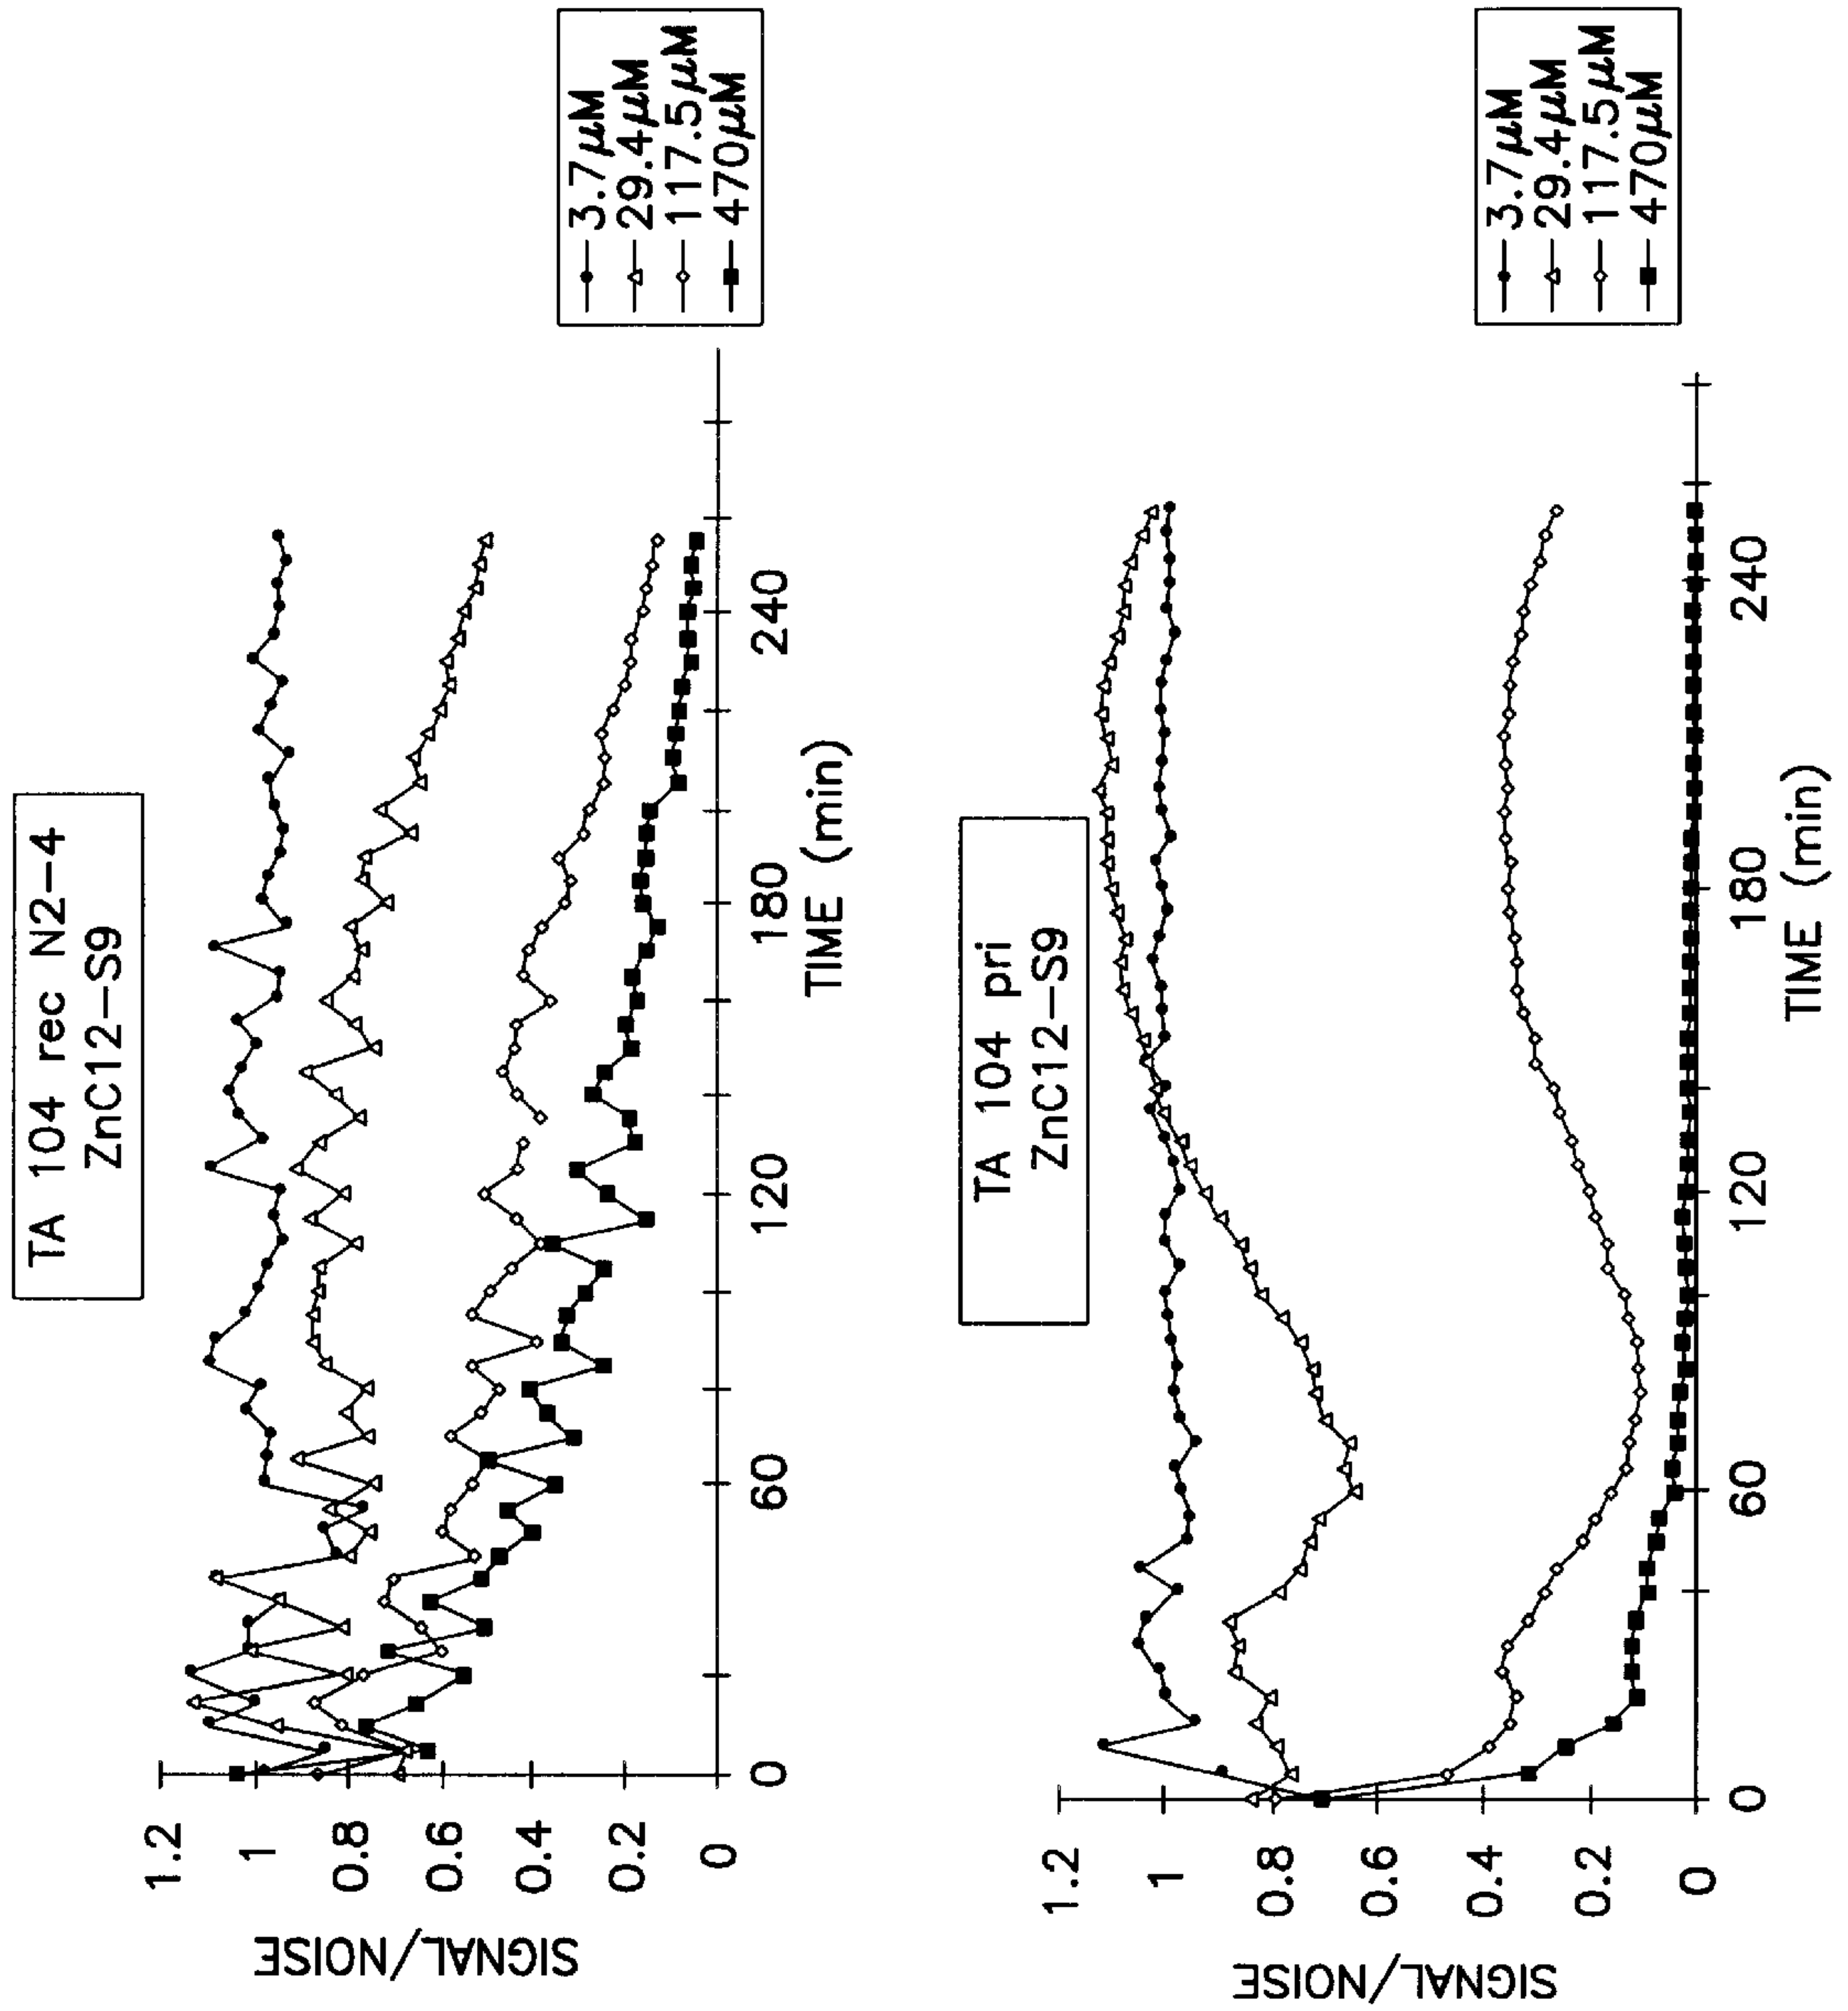 TA 104 rec N2-4
ZnC12-S9
SIGNAL/NOISE
1.2
1
0.8
0.6
0.4
0.2
0
0
60
120
180
240
TIME (min)
3.7μM
29.4μM
117.5μM
470μM
TA 104 pri
ZnC12-S9
SIGNAL/NOISE
1.2
1
0.8
0.6
0.4
0.2
0
0
60
120
180
240
TIME (min)
3.7μM
29.4μM
117.5μM
470μM